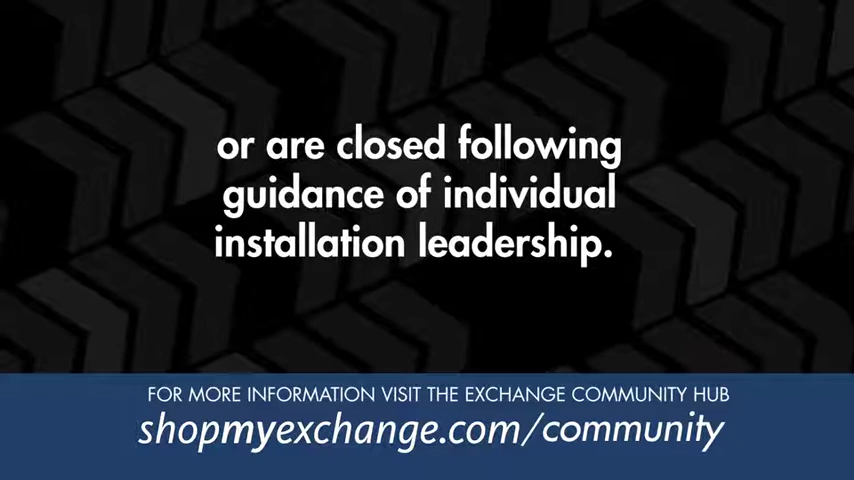 or are closed following
guidance of individual
installation leadership.
FOR MORE INFORMATION VISIT THE EXCHANGE COMMUNITY HUB
shopmyexchange.com/community